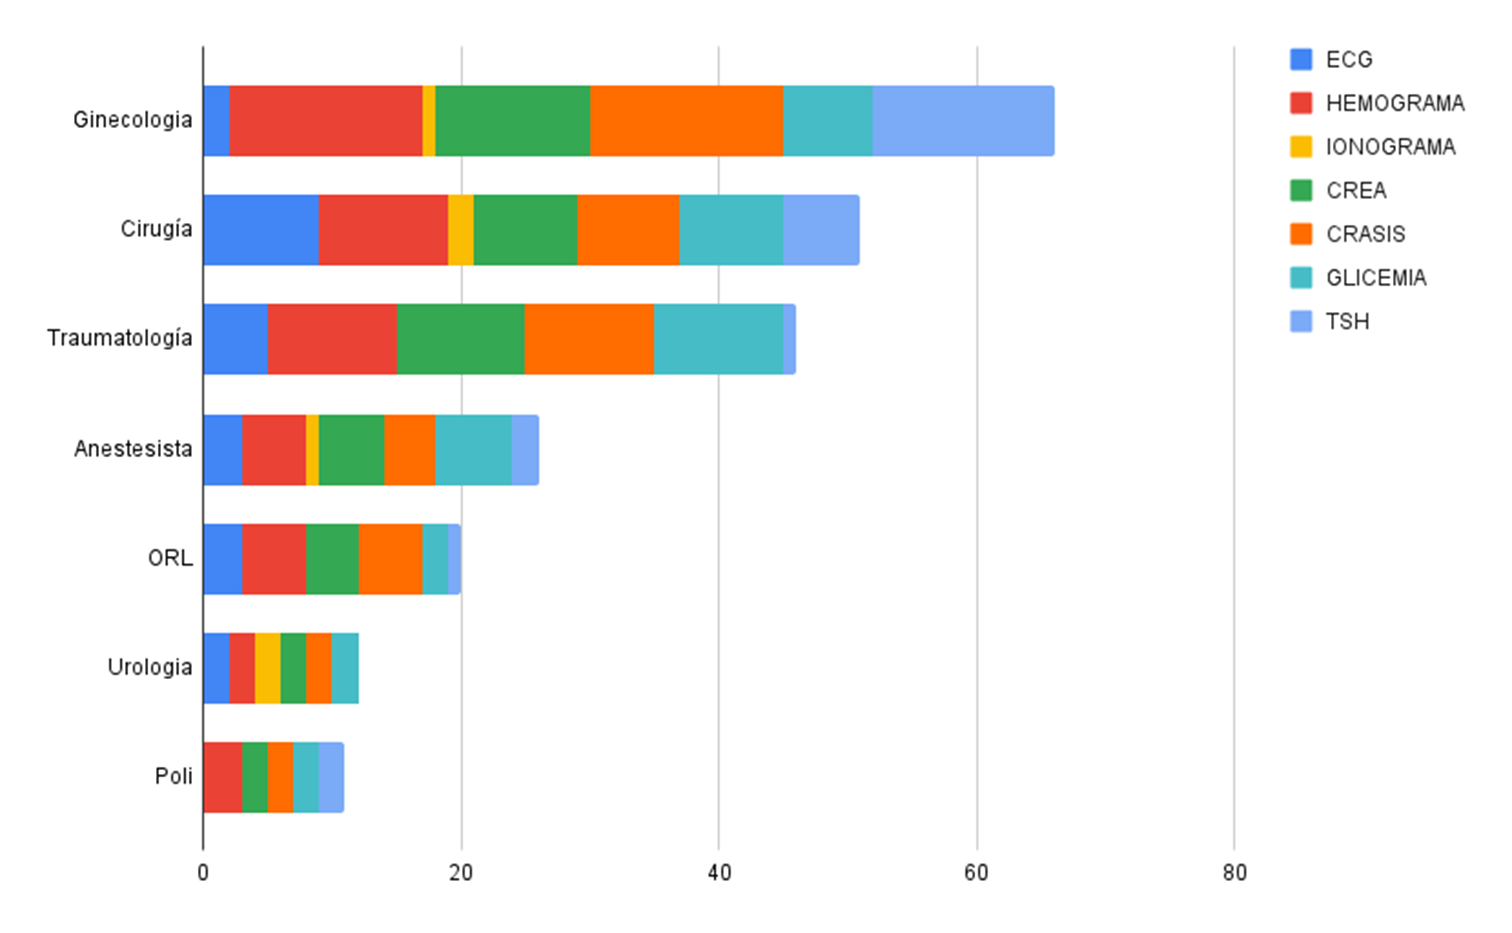 Ginecologia
Cirugía
Traumatología
Anestesista
ORL
Urologia
Poli
0 20 40 60 80
ECG
HEMOGRAMA
IONOGRAMA
CREA
CRASIS
GLICEMIA
TSH